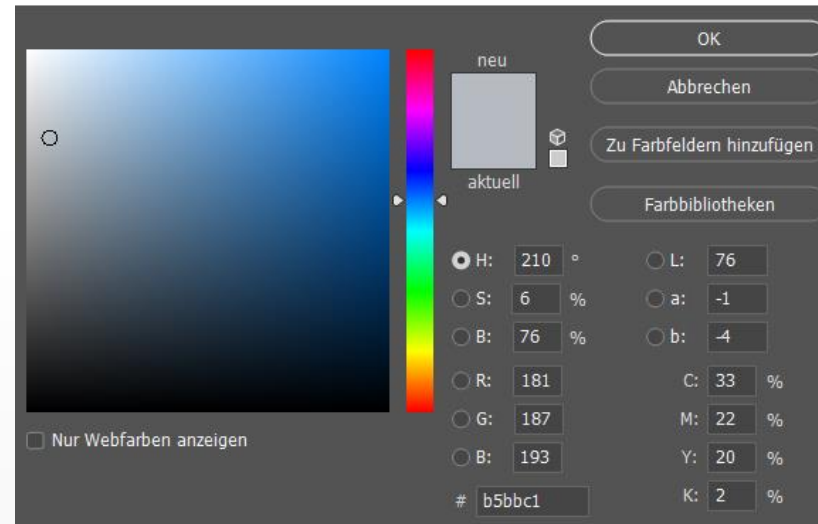 neu
aktuell
OK
Abbrechen
Zu Farbfeldern hinzufügen
Farbbibliotheken
H: 210 °
S: 6 %
B: 76 %
R: 181
G: 187
B: 193
# b5bbc1
L: 76
a: -1
b: -4
C: 33 %
M: 22 %
Y: 20 %
K: 2 %
Nur Webfarben anzeigen